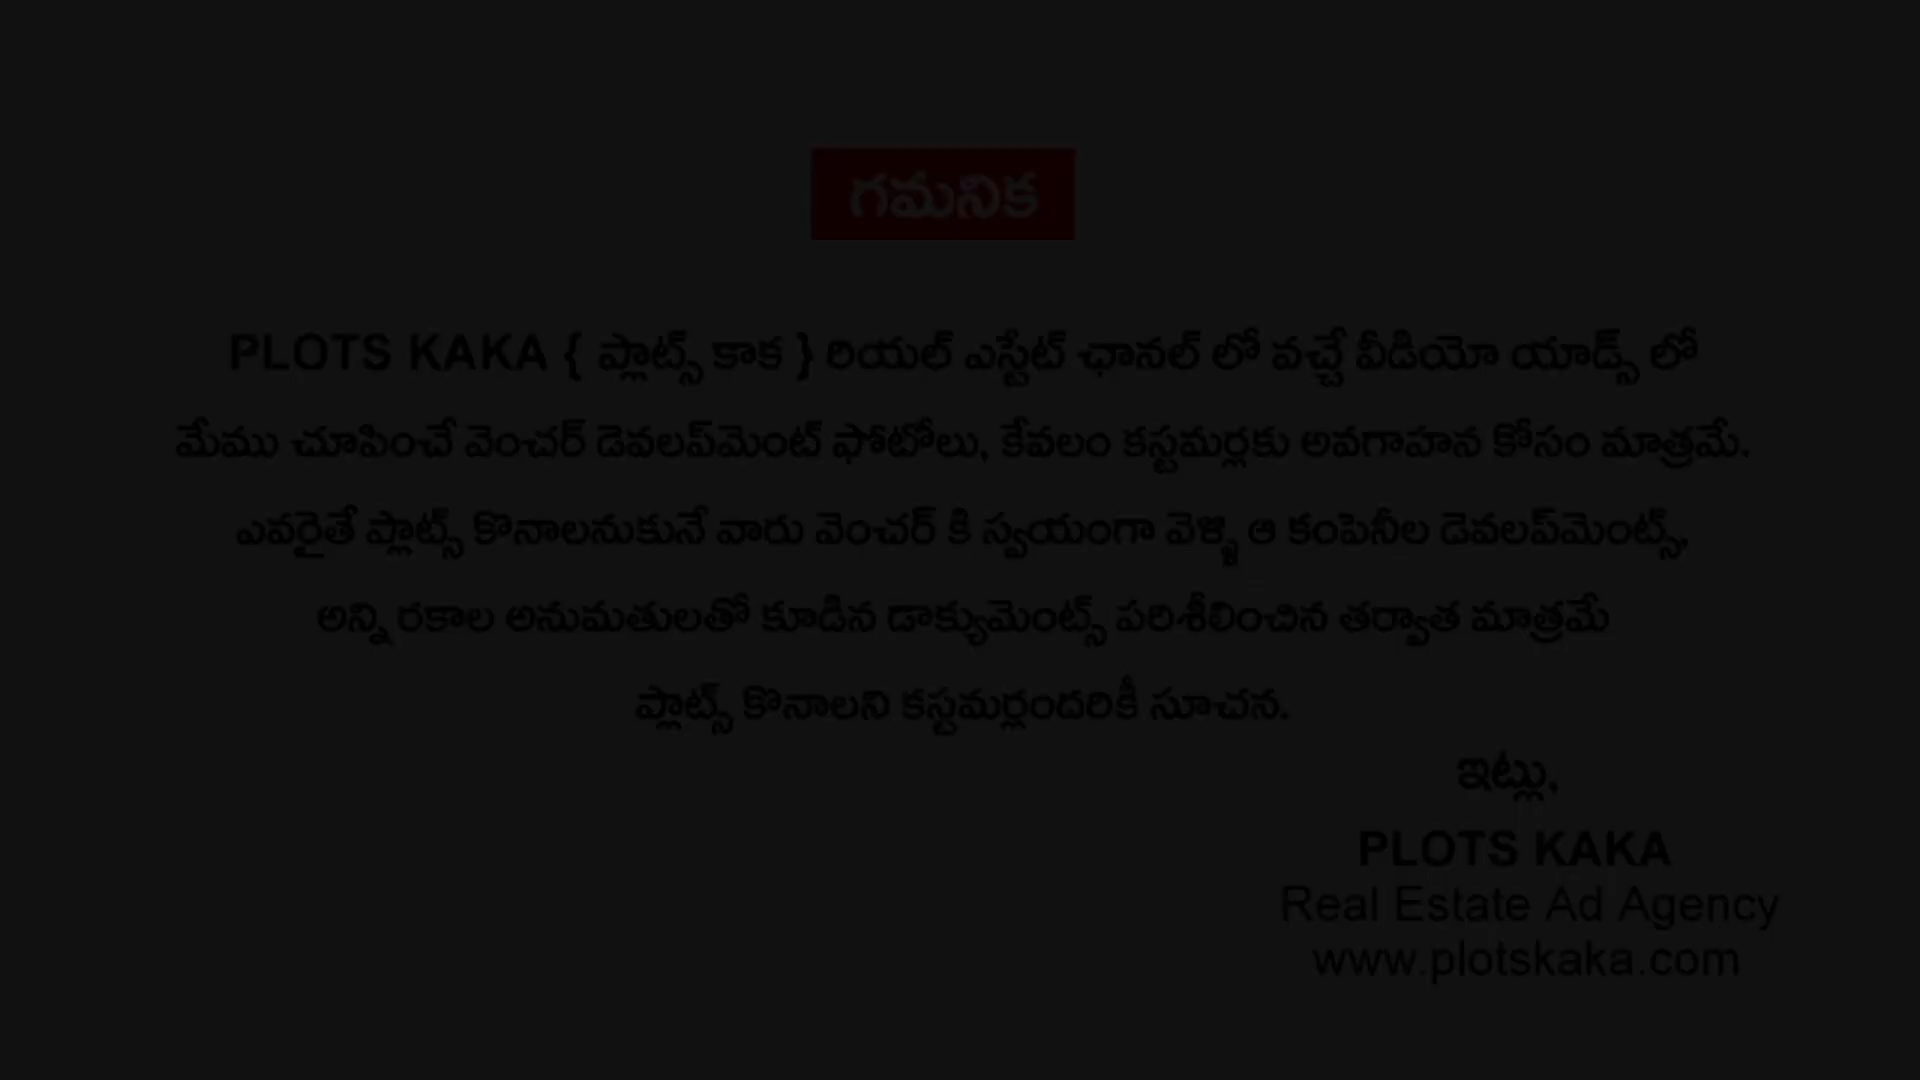 గమనిక
PLOTS KAKA { ప్లాట్స్ కాక } రియల్ ఎస్టేట్ ఛానల్ లో వచ్చే వీడియో యాడ్స్ లో
మేము చూపించే వెంచర్ డెవలప్‌మెంట్ ఫోటోలు, కేవలం కస్టమర్లకు అవగాహన కోసం మాత్రమే.
ఎవరైతే ప్లాట్స్ కొనాలనుకునే వారు వెంచర్ కి స్వయంగా వెళ్ళి ఆ కంపెనీల డెవలప్‌మెంట్స్,
అన్ని రకాల అనుమతులతో కూడిన డాక్యుమెంట్స్ పరిశీలించిన తర్వాత మాత్రమే
ప్లాట్స్ కొనాలని కస్టమర్లందరికీ సూచన.
ఇట్లు,
PLOTS KAKA
Real Estate Ad Agency
www.plotskaka.com